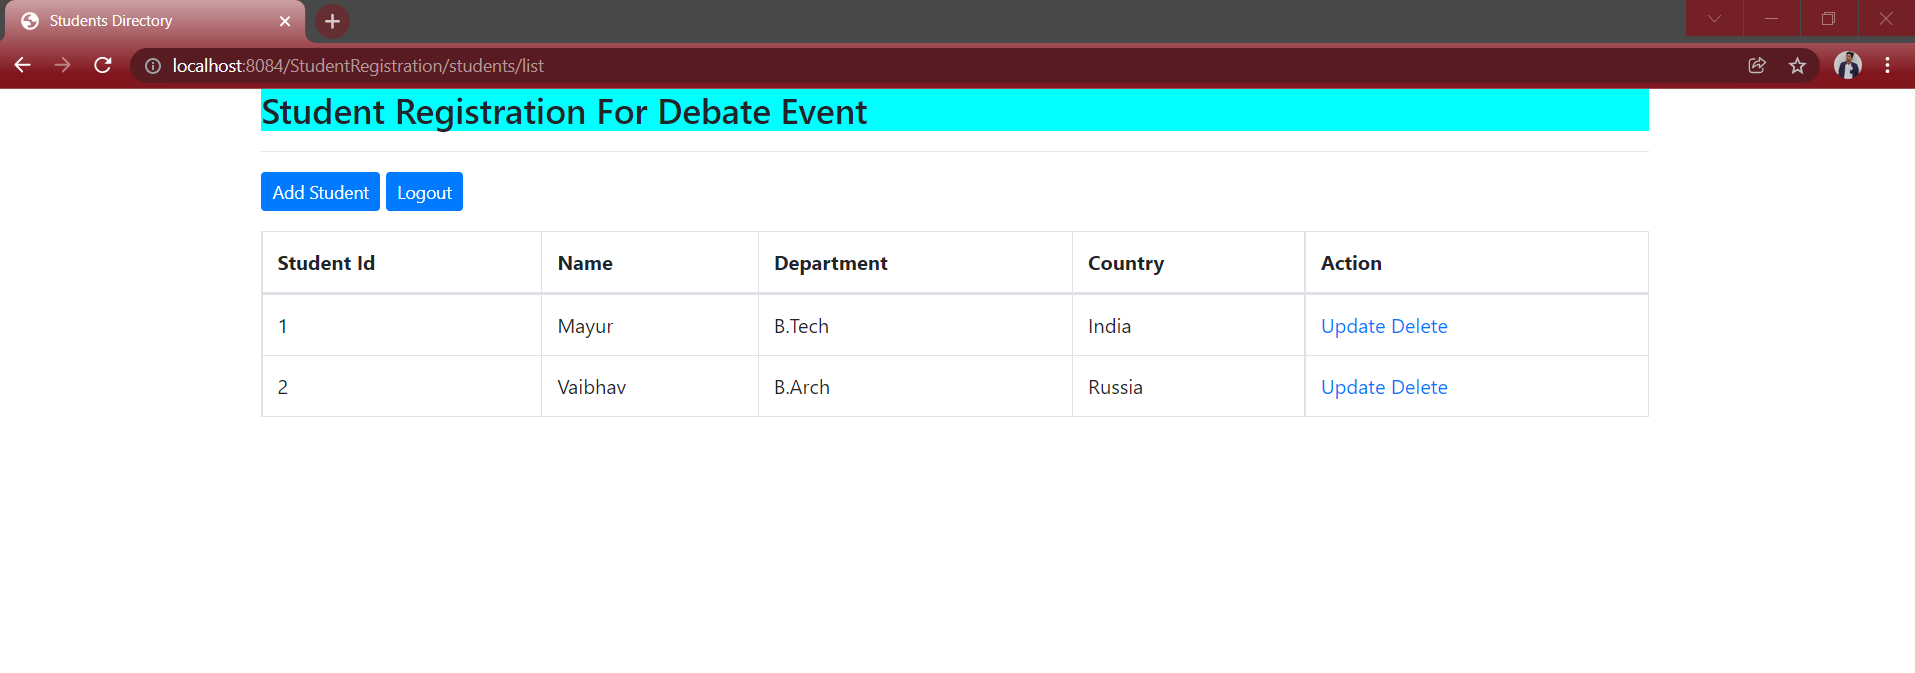 Students Directory
localhost:8084/StudentRegistration/students/list
Student Registration For Debate Event
Add Student Logout
Student Id Name Department Country Action
1 Mayur B.Tech India Update Delete
2 Vaibhav B.Arch Russia Update Delete